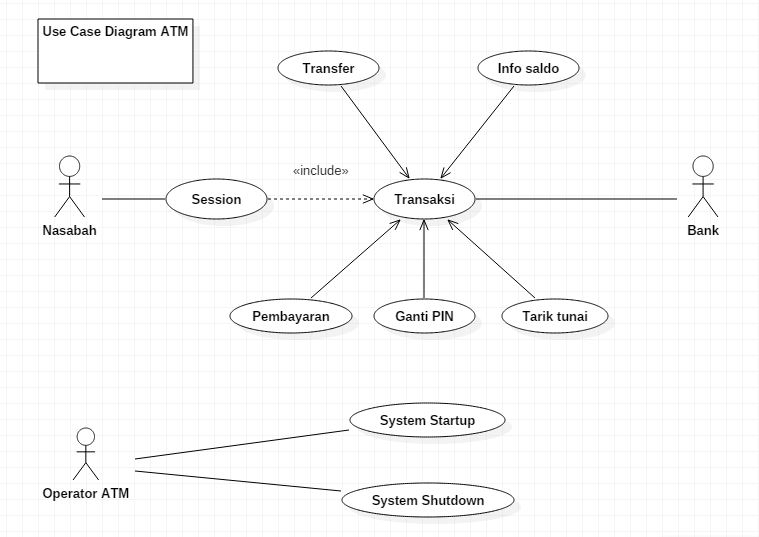 Use Case Diagram ATM
Transfer
Info saldo
«include»
Session
Transaksi
Nasabah
Bank
Pembayaran
Ganti PIN
Tarik tunai
System Startup
Operator ATM
System Shutdown